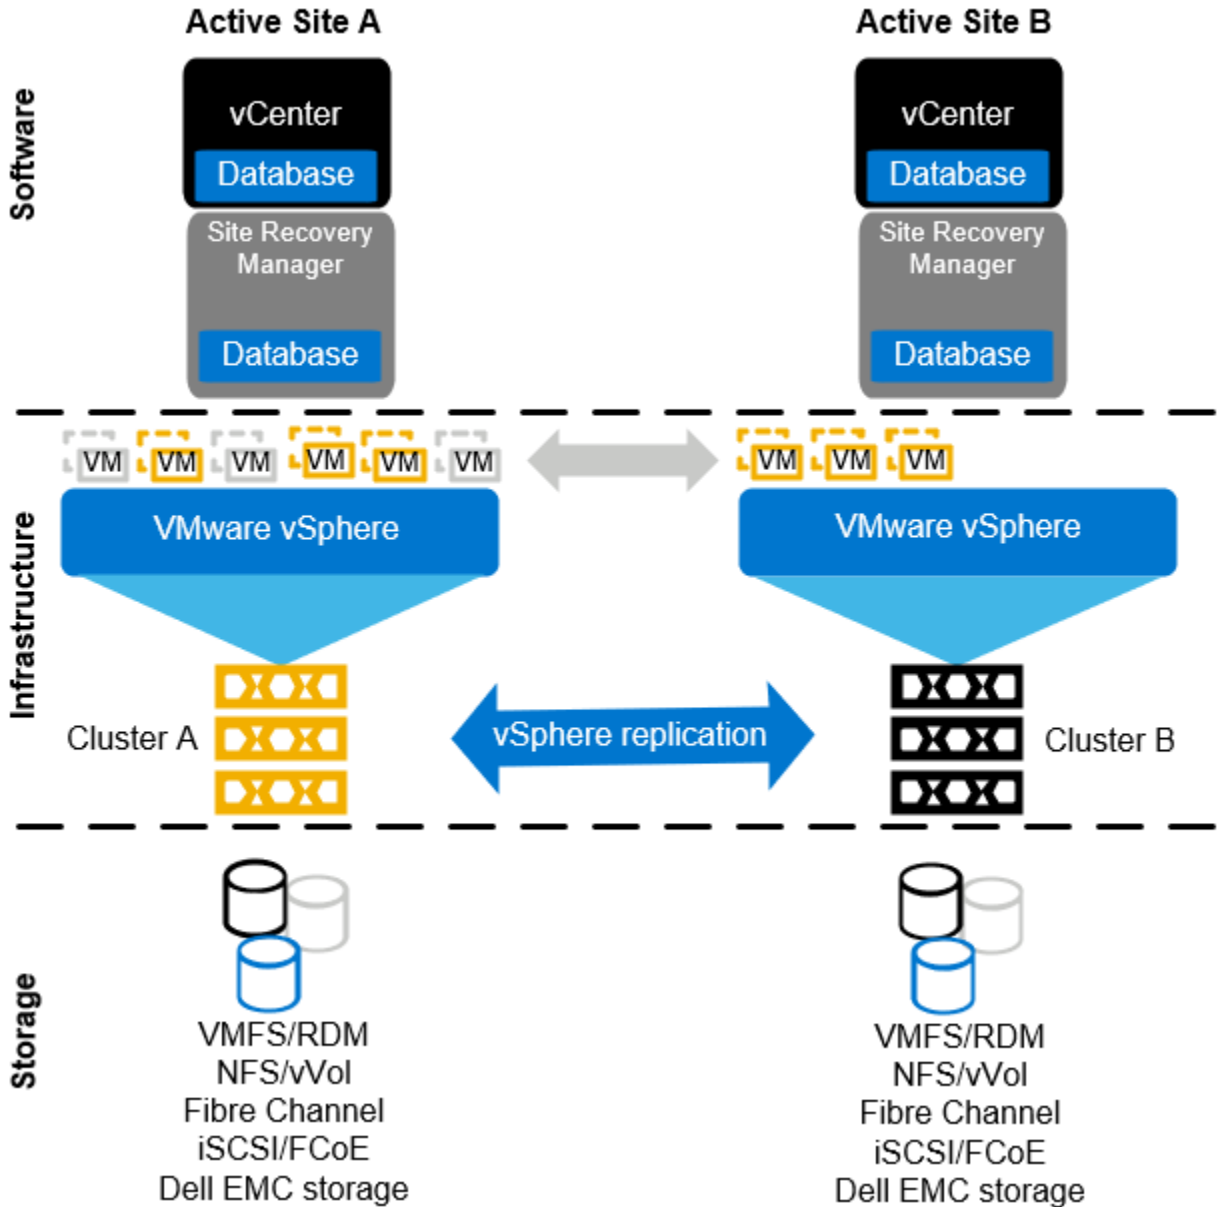 Active Site A
Active Site B
Software
vCenter
Database
Site Recovery
Manager
Database
vCenter
Database
Site Recovery
Manager
Database
Infrastructure
VM
VM
VM
VM
VM
VM
VM
VM
VM
VMware vSphere
VMware vSphere
Cluster A
vSphere replication
Cluster B
Storage
VMFS/RDM
NFS/vVol
Fibre Channel
iSCSI/FCoE
Dell EMC storage
VMFS/RDM
NFS/vVol
Fibre Channel
iSCSI/FCoE
Dell EMC storage